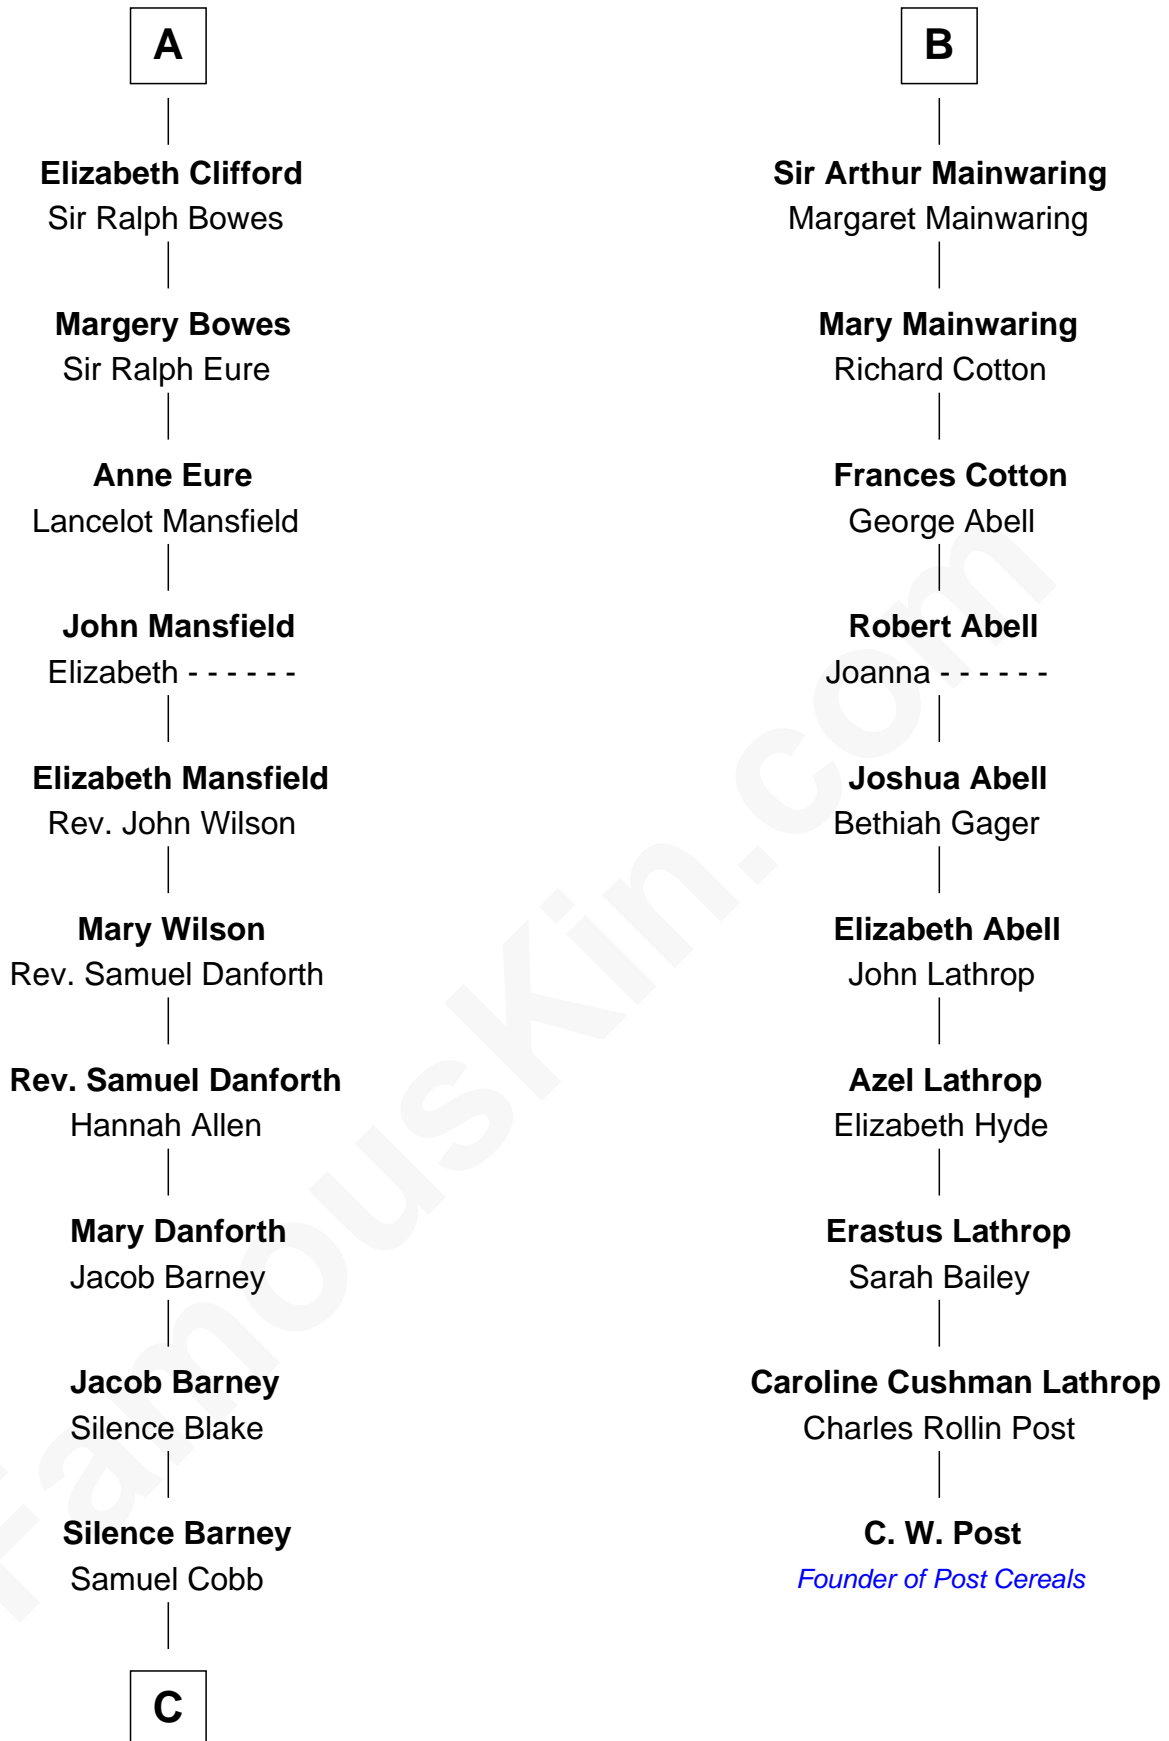 A
Elizabeth Clifford
Sir Ralph Bowes
Margery Bowes
Sir Ralph Eure
Anne Eure
Lancelot Mansfield
John Mansfield
Elizabeth - - - - - -
Elizabeth Mansfield
Rev. John Wilson
Mary Wilson
Rev. Samuel Danforth
Rev. Samuel Danforth
Hannah Allen
Mary Danforth
Jacob Barney
Jacob Barney
Silence Blake
Silence Barney
Samuel Cobb
C
B
Sir Arthur Mainwaring
Margaret Mainwaring
Mary Mainwaring
Richard Cotton
Frances Cotton
George Abell
Robert Abell
Joanna - - - - - -
Joshua Abell
Bethiah Gager
Elizabeth Abell
John Lathrop
Azel Lathrop
Elizabeth Hyde
Erastus Lathrop
Sarah Bailey
Caroline Cushman Lathrop
Charles Rollin Post
C. W. Post
Founder of Post Cereals
FamousKin.com